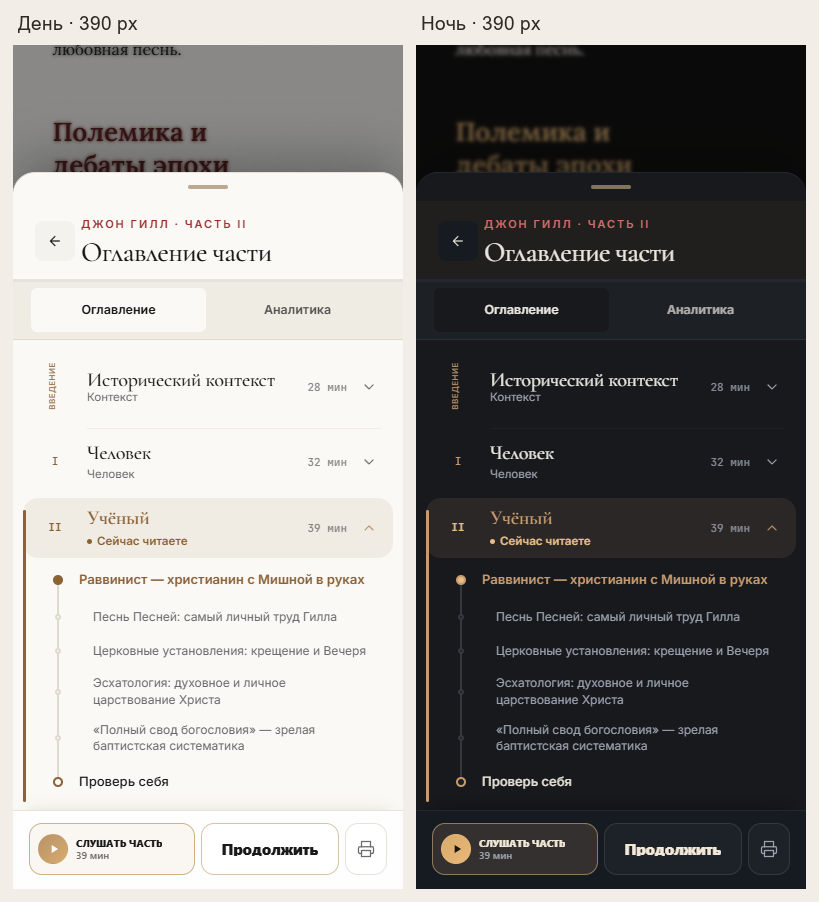 День · 390 px
любовная песнь.
Полемика и
дебаты эпохи
ДЖОН ГИЛЛ · ЧАСТЬ II
Оглавление части
Оглавление
Аналитика
ВВЕДЕНИЕ
Исторический контекст
Контекст
28 мин
I
Человек
Человек
32 мин
II
Учёный
Сейчас читаете
39 мин
Раввинист — христианин с Мишной в руках
Песнь Песней: самый личный труд Гилла
Церковные установления: крещение и Вечеря
Эсхатология: духовное и личное
царствование Христа
«Полный свод богословия» — зрелая
баптистская систематика
Проверь себя
СЛУШАТЬ ЧАСТЬ
39 мин
Продолжить
Ночь · 390 px
любовная песнь.
Полемика и
дебаты эпохи
ДЖОН ГИЛЛ · ЧАСТЬ II
Оглавление части
Оглавление
Аналитика
ВВЕДЕНИЕ
Исторический контекст
Контекст
28 мин
I
Человек
Человек
32 мин
II
Учёный
Сейчас читаете
39 мин
Раввинист — христианин с Мишной в руках
Песнь Песней: самый личный труд Гилла
Церковные установления: крещение и Вечеря
Эсхатология: духовное и личное
царствование Христа
«Полный свод богословия» — зрелая
баптистская систематика
Проверь себя
СЛУШАТЬ ЧАСТЬ
39 мин
Продолжить